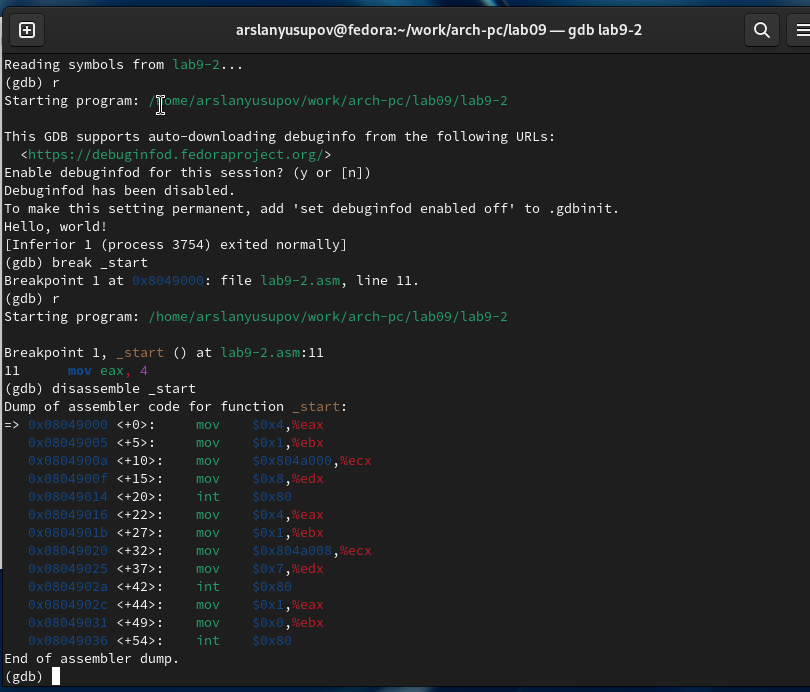 arslanyusupov@fedora:~/work/arch-pc/lab09 — gdb lab9-2
Reading symbols from lab9-2...
(gdb) r
Starting program: /home/arslanyusupov/work/arch-pc/lab09/lab9-2
This GDB supports auto-downloading debuginfo from the following URLs:
  <https://debuginfod.fedoraproject.org/>
Enable debuginfod for this session? (y or [n])
Debuginfod has been disabled.
To make this setting permanent, add 'set debuginfod enabled off' to .gdbinit.
Hello, world!
[Inferior 1 (process 3754) exited normally]
(gdb) break _start
Breakpoint 1 at 0x8049000: file lab9-2.asm, line 11.
(gdb) r
Starting program: /home/arslanyusupov/work/arch-pc/lab09/lab9-2
Breakpoint 1, _start () at lab9-2.asm:11
11      mov eax, 4
(gdb) disassemble _start
Dump of assembler code for function _start:
=> 0x08049000 <+0>:     mov    $0x4,%eax
   0x08049005 <+5>:     mov    $0x1,%ebx
   0x0804900a <+10>:    mov    $0x804a000,%ecx
   0x0804900f <+15>:    mov    $0x8,%edx
   0x08049014 <+20>:    int    $0x80
   0x08049016 <+22>:    mov    $0x4,%eax
   0x0804901b <+27>:    mov    $0x1,%ebx
   0x08049020 <+32>:    mov    $0x804a008,%ecx
   0x08049025 <+37>:    mov    $0x7,%edx
   0x0804902a <+42>:    int    $0x80
   0x0804902c <+44>:    mov    $0x1,%eax
   0x08049031 <+49>:    mov    $0x0,%ebx
   0x08049036 <+54>:    int    $0x80
End of assembler dump.
(gdb)